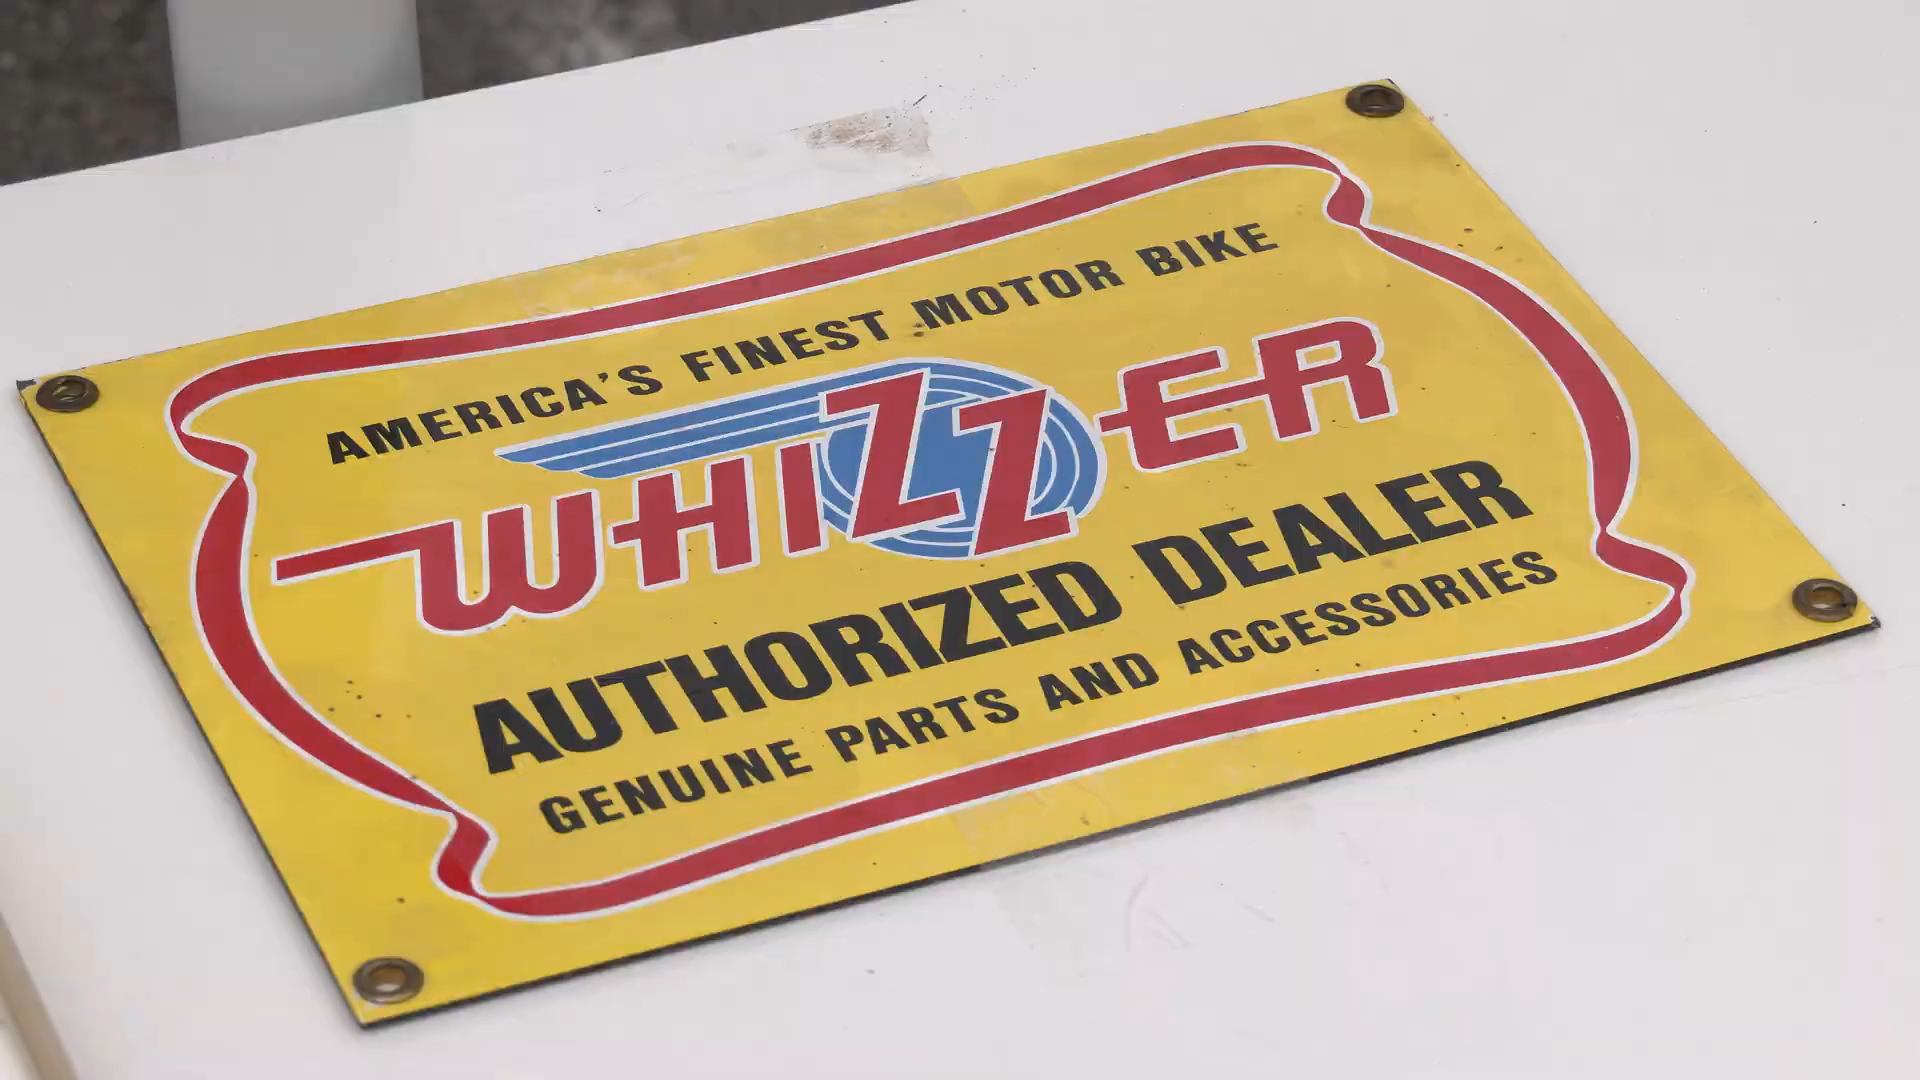 AMERICA'S FINEST MOTOR BIKE
WHIZZER
AUTHORIZED DEALER
GENUINE PARTS AND ACCESSORIES